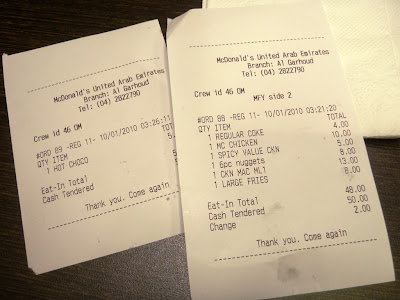 McDonald's United Arab Emirates
Branch: Al Garhoud
Tel: (04) 2822790
Crew id 46 OM
#ORD 89 -REG 11- 10/01/2010 03:26:11
QTY ITEM
1 HOT CHOCO
Eat-In Total
Cash Tendered
Thank you. Come again
McDonald's United Arab Emirates
Branch: Al Garhoud
Tel: (04) 2822790
Crew id 46 OM
MFY side 2
#ORD 88 -REG 11- 10/01/2010 03:21:20
QTY ITEM TOTAL
1 REGULAR COKE 4.00
1 MC CHICKEN 10.00
1 SPICY VALUE CKN 5.00
1 6pc nuggets 8.00
1 CKN MAC ML1 13.00
1 LARGE FRIES 8.00
Eat-In Total 48.00
Cash Tendered 50.00
Change 2.00
Thank you. Come again